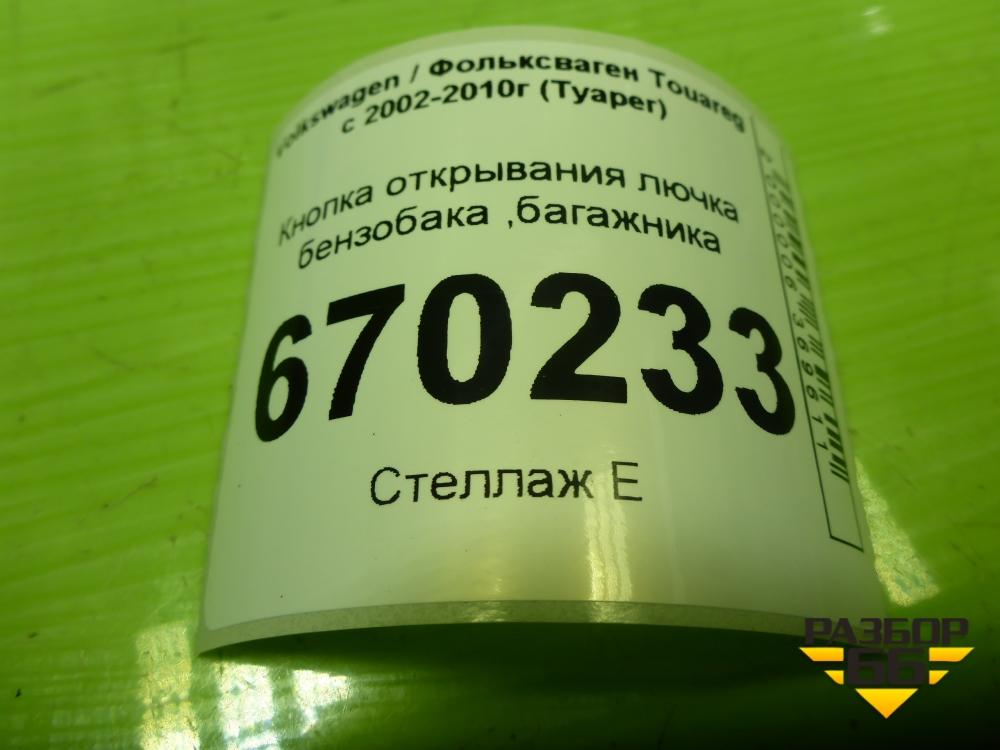 Volkswagen / Фольксваген Touareg
с 2002-2010г (Туарег)
Кнопка открывания лючка
бензобака ,багажника
670233
Стеллаж Е
РАЗБОР
66